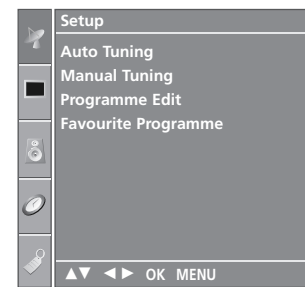 Setup
Auto Tuning
Manual Tuning
Programme Edit
Favourite Programme
▲▼ ◄► OK MENU